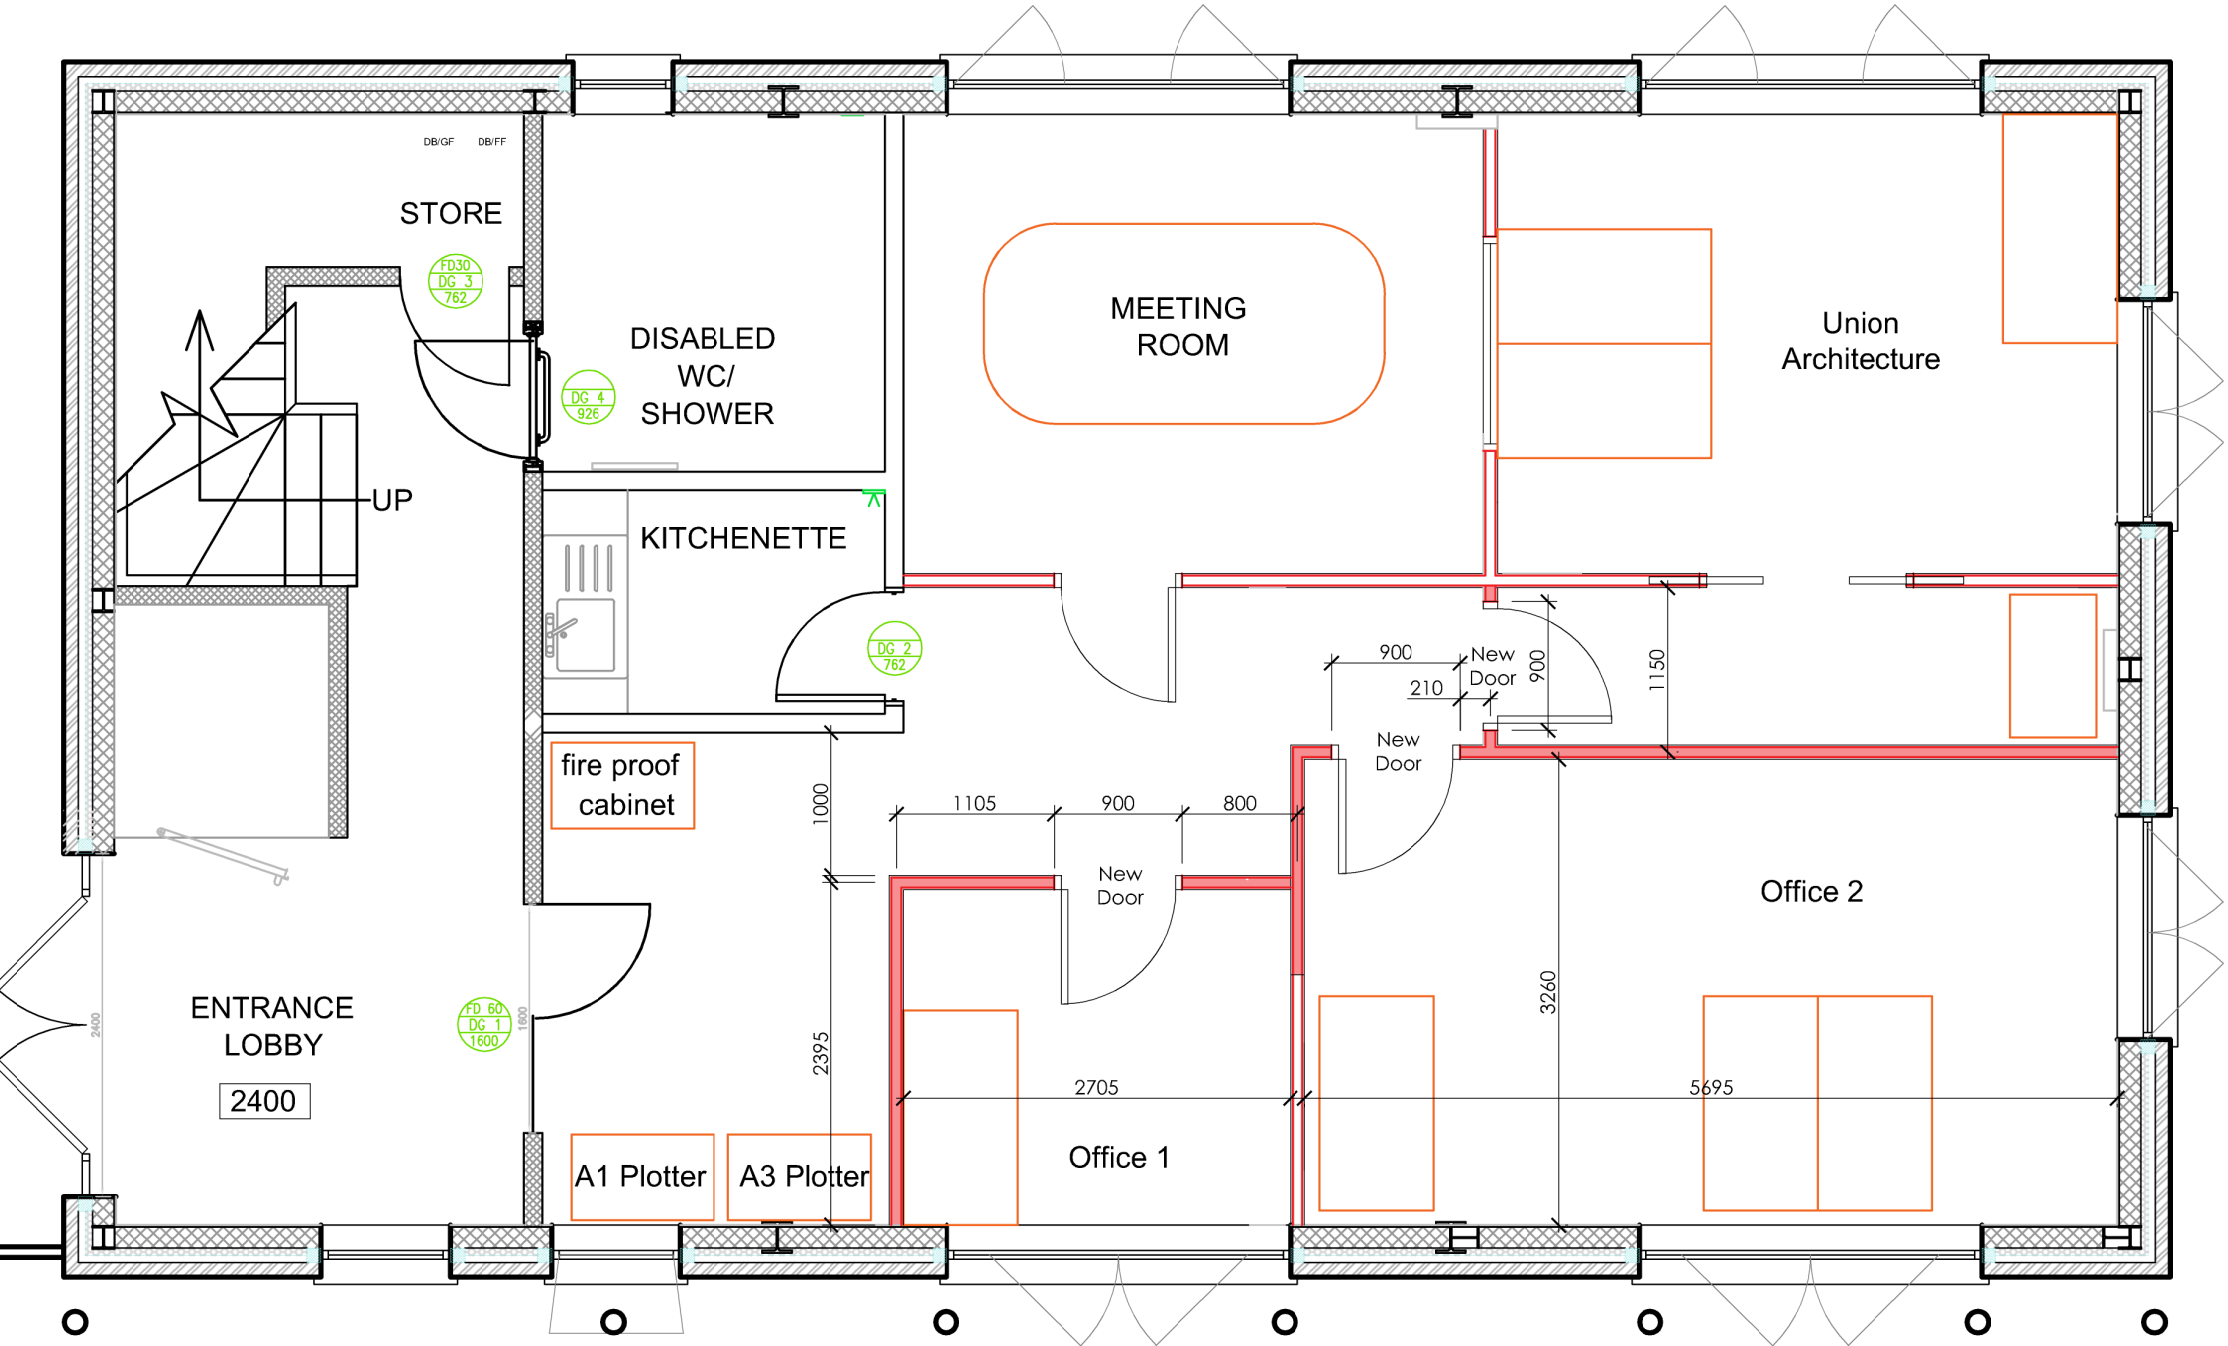 DB/GF DB/FF
STORE
FD30
DG 3
762
DISABLED
WC/
SHOWER
DG 4
926
MEETING
ROOM
Union
Architecture
UP
KITCHENETTE
DG 2
762
900
210
New
Door
900
1150
New
Door
fire proof
cabinet
1000
1105
900
800
New
Door
Office 2
ENTRANCE
LOBBY
2400
2400
FD 60
DG 1
1600
1600
2395
3260
2705
5695
Office 1
A1 Plotter
A3 Plotter